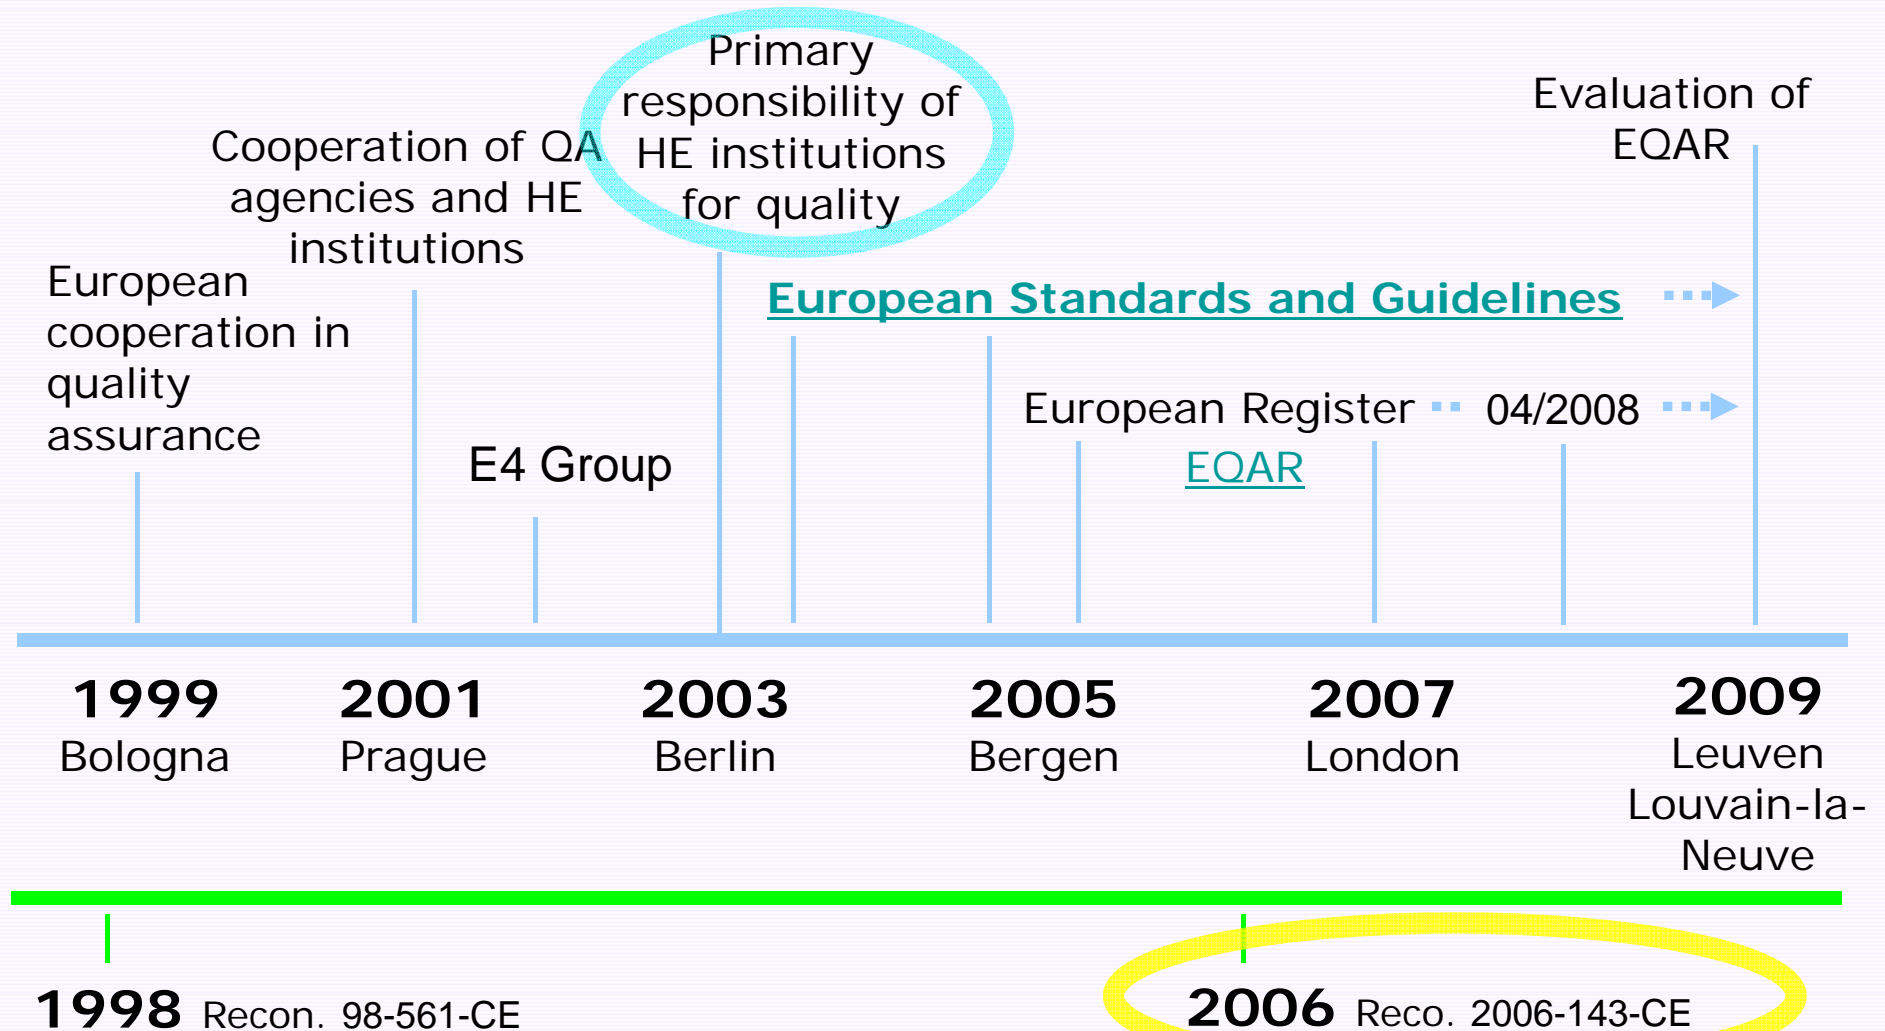 Primary
responsibility of
HE institutions
for quality
Evaluation of
EQAR
Cooperation of QA
agencies and HE
institutions
European
cooperation in
quality
assurance
European Standards and Guidelines
European Register
04/2008
EQAR
E4 Group
1999
Bologna
2001
Prague
2003
Berlin
2005
Bergen
2007
London
2009
Leuven
Louvain-la-
Neuve
1998 Recon. 98-561-CE
2006 Reco. 2006-143-CE